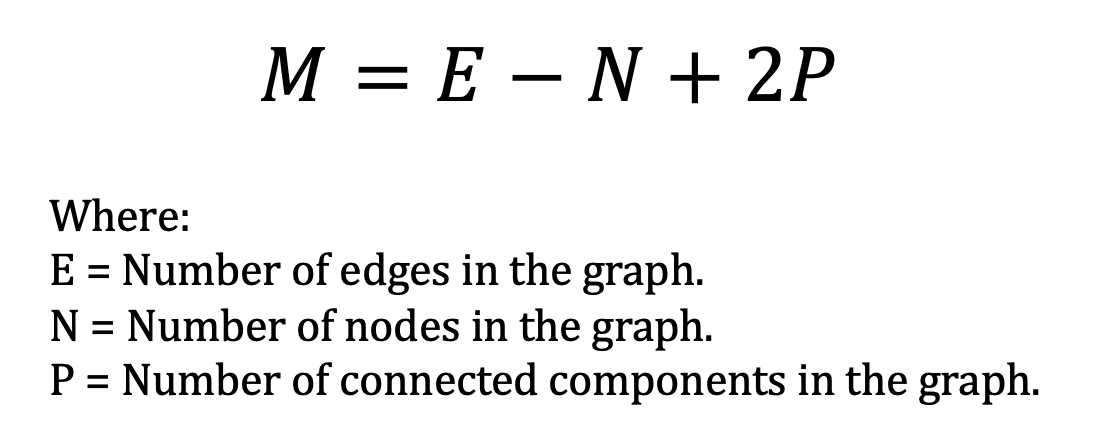 M = E − N + 2P
Where:
E = Number of edges in the graph.
N = Number of nodes in the graph.
P = Number of connected components in the graph.